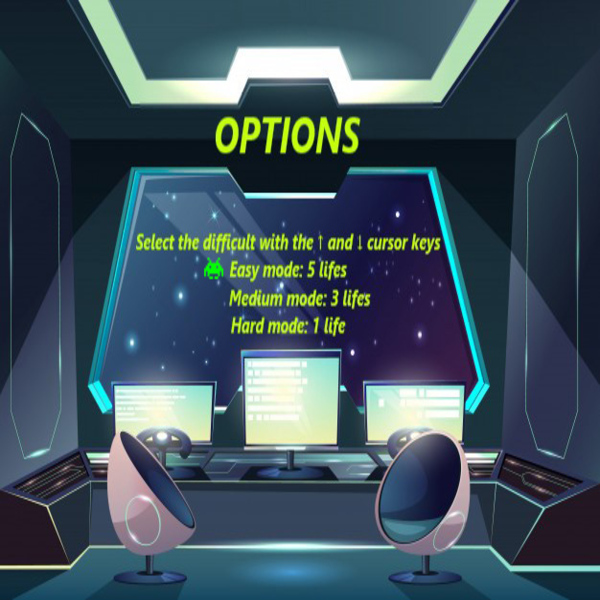 OPTIONS
Select the difficult with the ↑ and ↓ cursor keys
Easy mode: 5 lifes
Medium mode: 3 lifes
Hard mode: 1 life